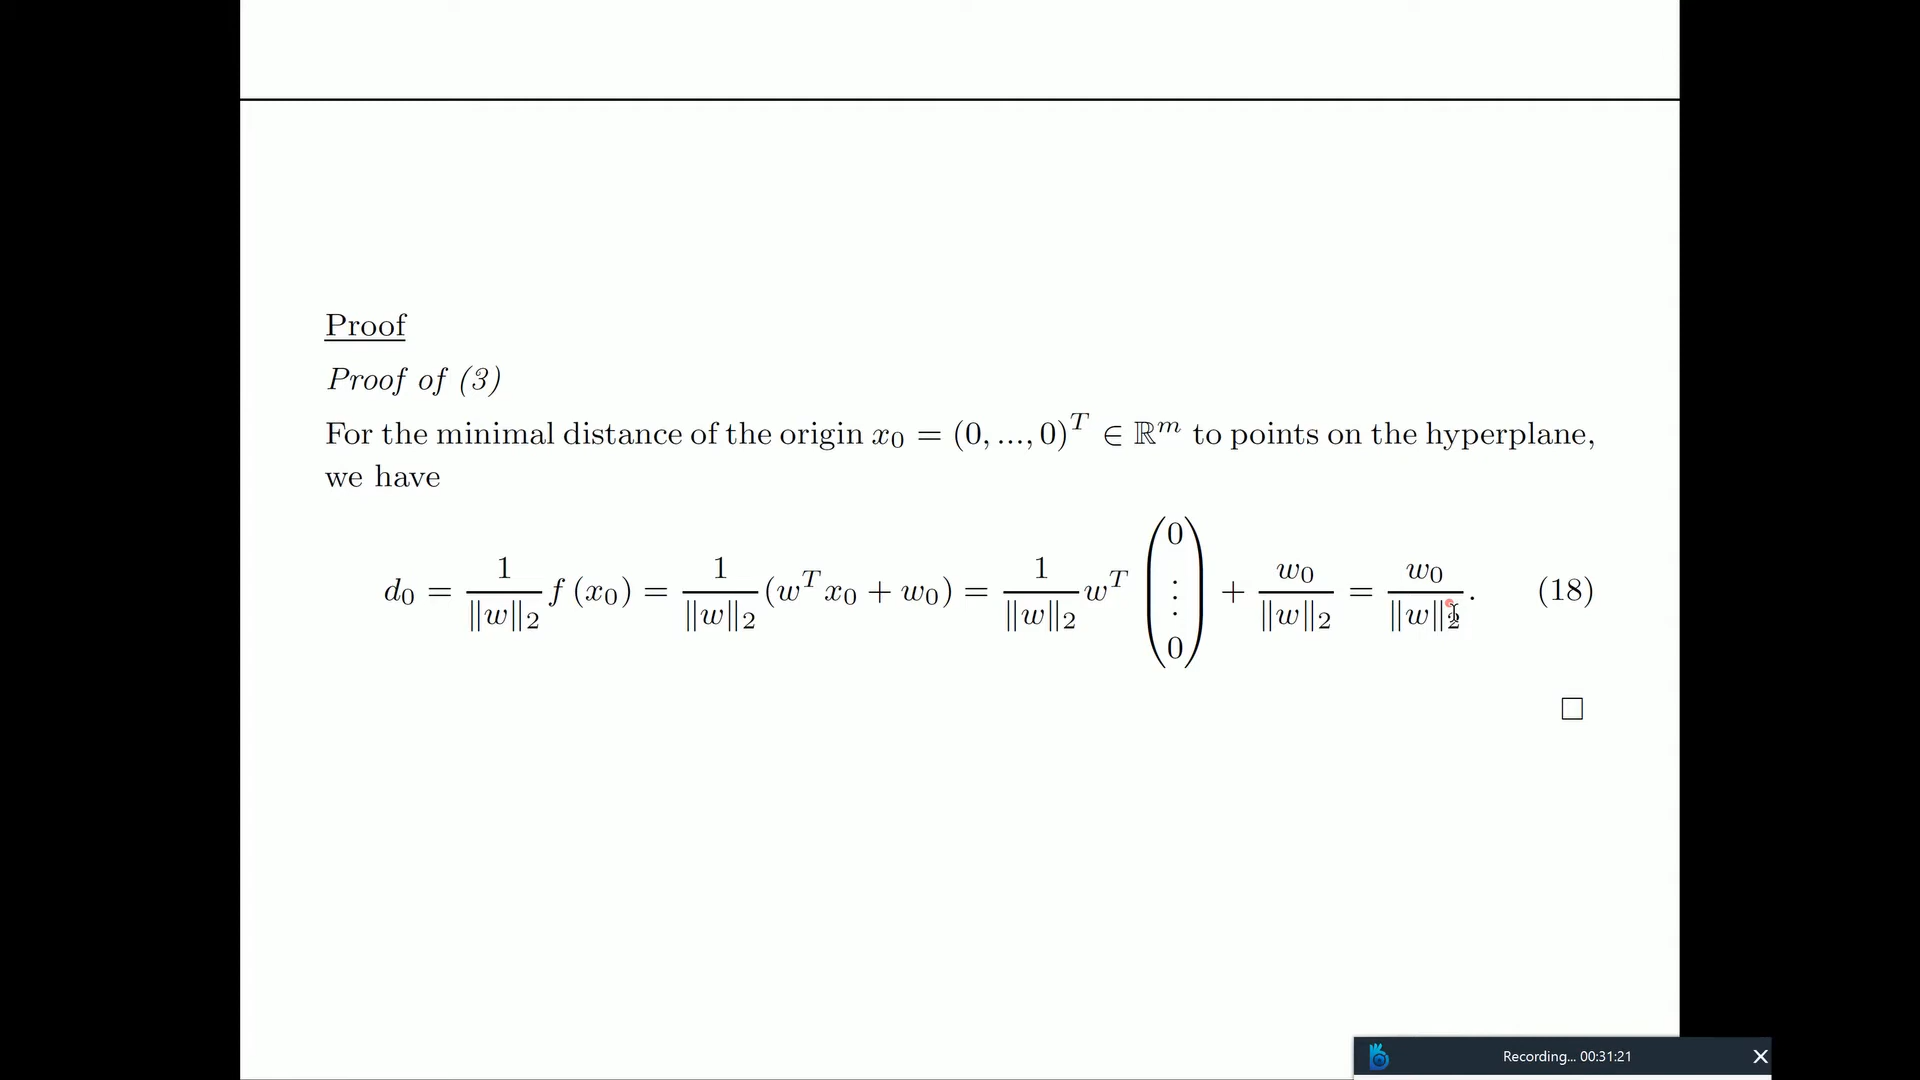 Proof
Proof of (3)
For the minimal distance of the origin x₀ = (0, ..., 0)ᵀ ∈ ℝᵐ to points on the hyperplane,
we have
d₀ = 1/‖w‖₂ f (x₀) = 1/‖w‖₂ (wᵀx₀ + w₀) = 1/‖w‖₂ wᵀ (0 ⋮ 0) + w₀/‖w‖₂ = w₀/‖w‖₂. (18)
□
Recording... 00:31:21